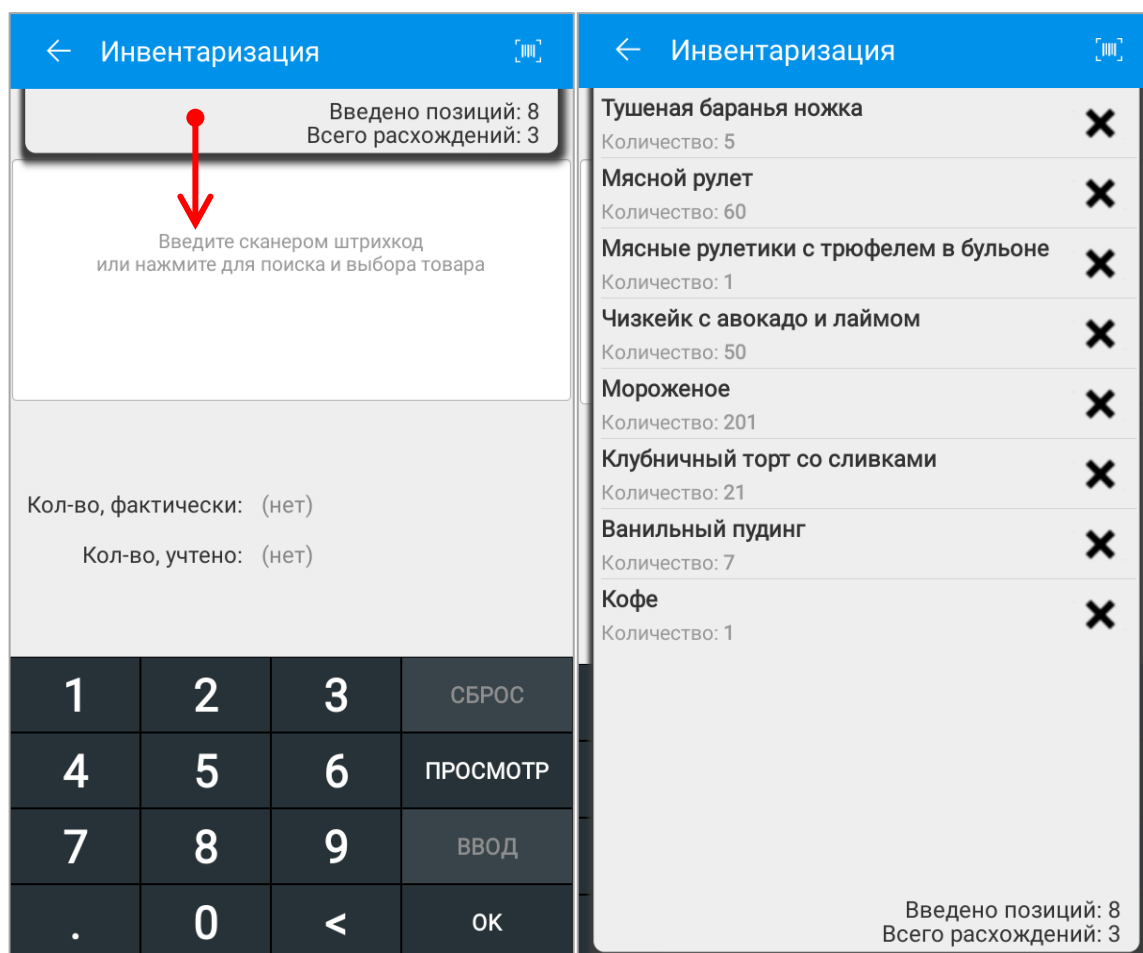 Инвентаризация
Введено позиций: 8
Всего расхождений: 3
Введите сканером штрихкод
или нажмите для поиска и выбора товара
Кол-во, фактически: (нет)
Кол-во, учтено: (нет)
1 2 3 СБРОС
4 5 6 ПРОСМОТР
7 8 9 ВВОД
. 0 < ОК
Инвентаризация
Тушеная баранья ножка
Количество: 5
Мясной рулет
Количество: 60
Мясные рулетики с трюфелем в бульоне
Количество: 1
Чизкейк с авокадо и лаймом
Количество: 50
Мороженое
Количество: 201
Клубничный торт со сливками
Количество: 21
Ванильный пудинг
Количество: 7
Кофе
Количество: 1
Введено позиций: 8
Всего расхождений: 3